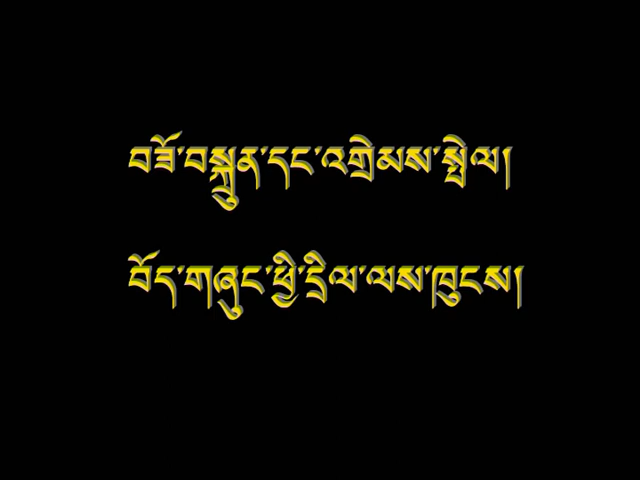 བཟོ་བསྐྲུན་དང་འགྲེམས་སྤེལ།
བོད་གཞུང་ཕྱི་དྲིལ་ལས་ཁུངས།